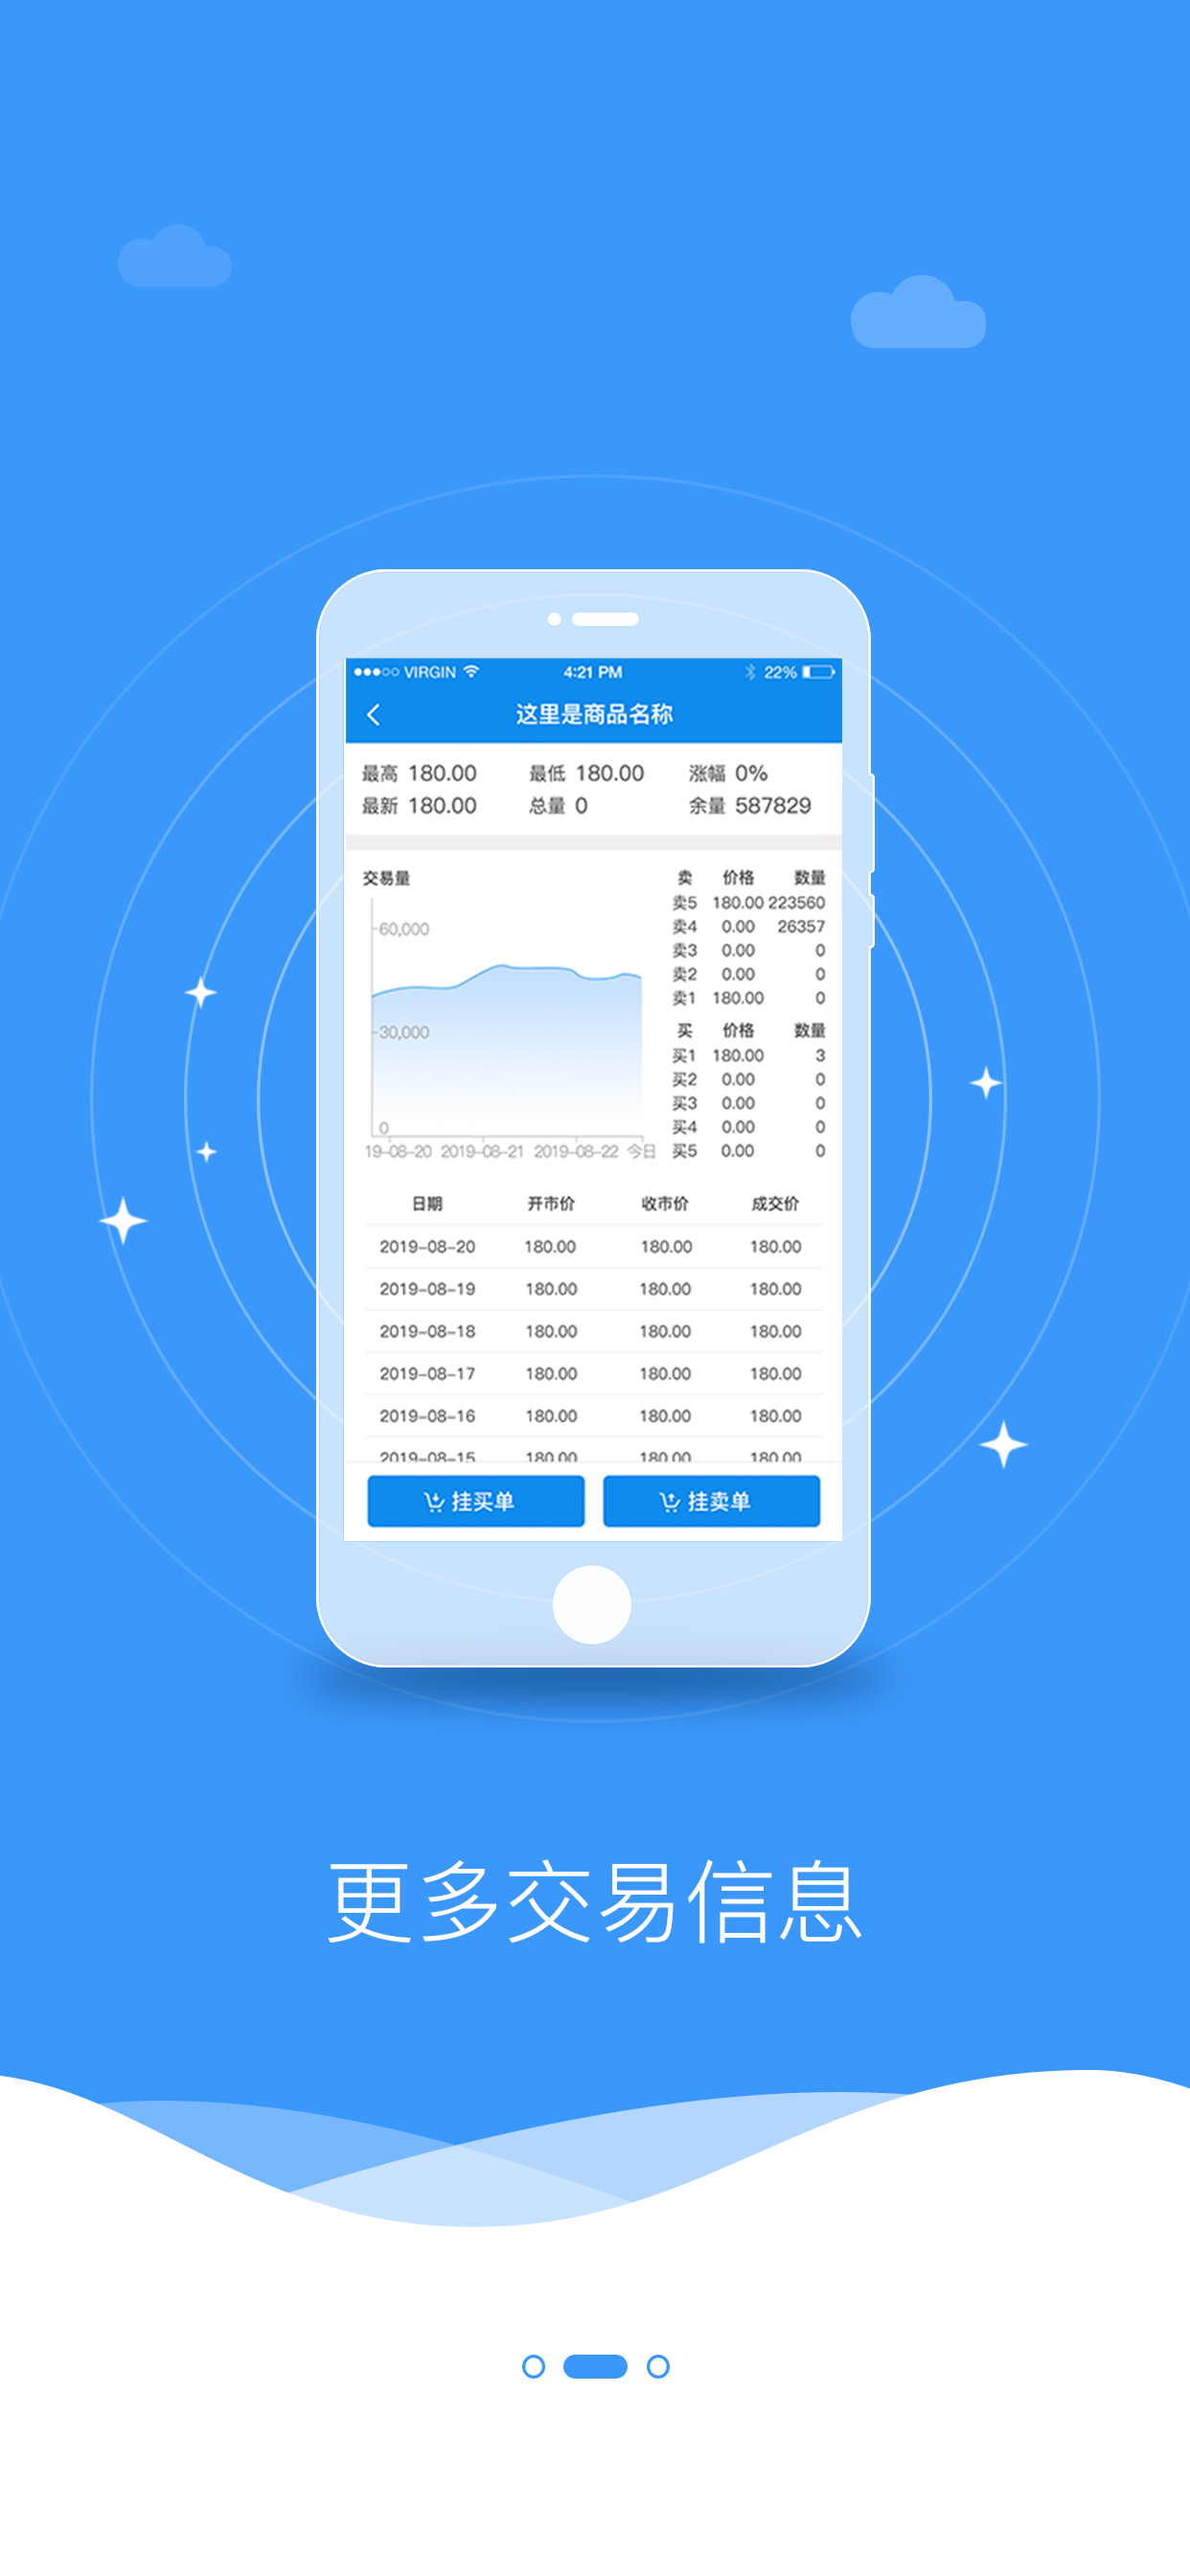 VIRGIN 4:21 PM 22%
这里是商品名称
最高 180.00 最低 180.00 涨幅 0%
最新 180.00 总量 0 余量 587829
交易量
60,000
30,000
0
19-08-20 2019-08-21 2019-08-22 今日
卖 价格 数量
卖5 180.00 223560
卖4 0.00 26357
卖3 0.00 0
卖2 0.00 0
卖1 180.00 0
买 价格 数量
买1 180.00 3
买2 0.00 0
买3 0.00 0
买4 0.00 0
买5 0.00 0
日期 开市价 收市价 成交价
2019-08-20 180.00 180.00 180.00
2019-08-19 180.00 180.00 180.00
2019-08-18 180.00 180.00 180.00
2019-08-17 180.00 180.00 180.00
2019-08-16 180.00 180.00 180.00
2019-08-15 180.00 180.00 180.00
挂买单 挂卖单
更多交易信息